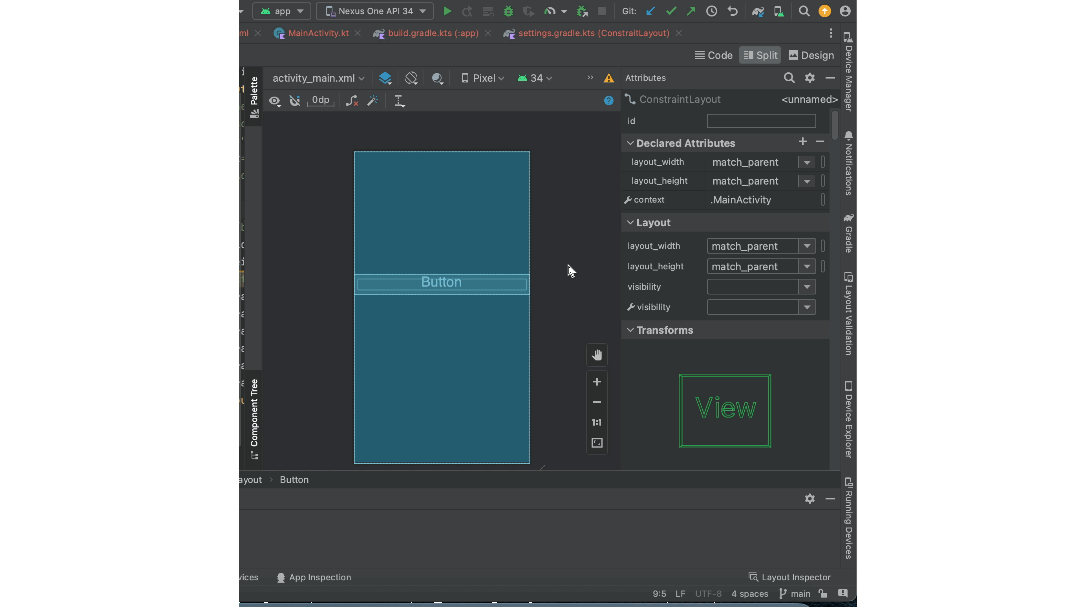 app
Nexus One API 34
Git:
ml
MainActivity.kt
build.gradle.kts (:app)
settings.gradle.kts (ConstraitLayout)
Code
Split
Design
activity_main.xml
Pixel
34
Attributes
0dp
ConstraintLayout
<unnamed>
id
Declared Attributes
layout_width
match_parent
layout_height
match_parent
context
.MainActivity
Layout
layout_width
match_parent
layout_height
match_parent
visibility
visibility
Transforms
View
Button
1:1
Palette
Component Tree
Device Manager
Notifications
Gradle
Layout Validation
Device Explorer
Running Devices
ayout
Button
vices
App Inspection
Layout Inspector
9:5
LF
UTF-8
4 spaces
main